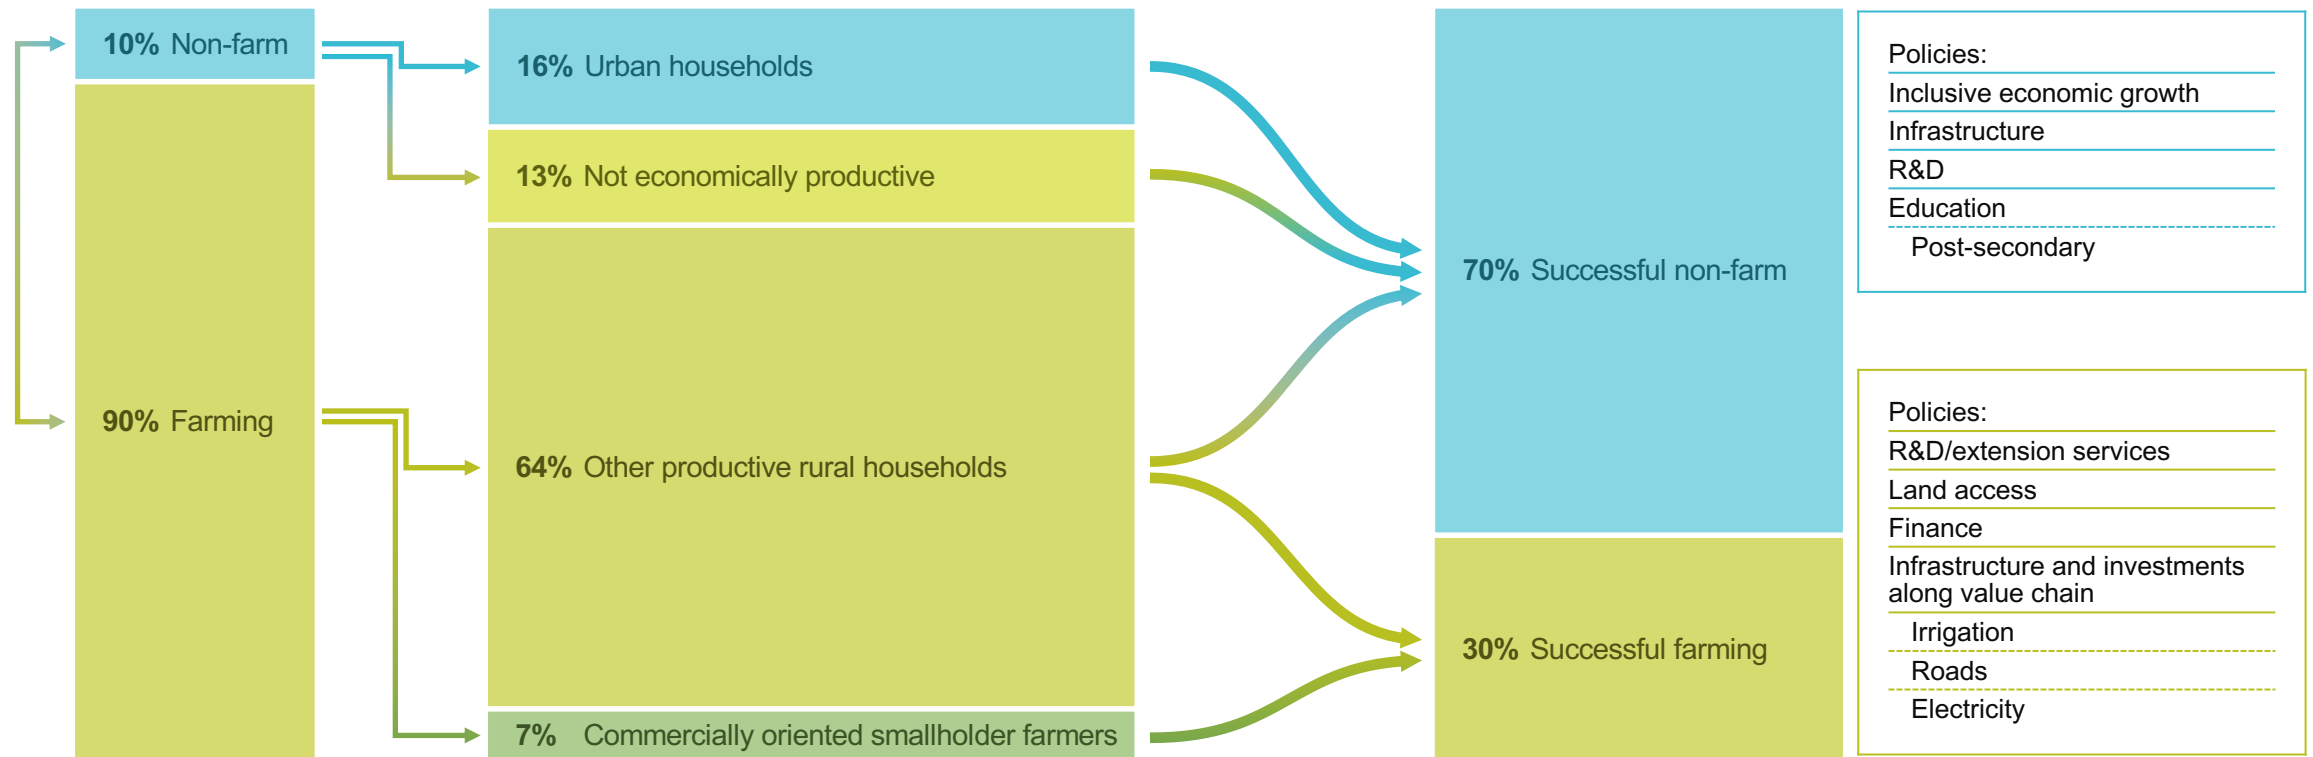 10% Non-farm
90% Farming
16% Urban households
13% Not economically productive
64% Other productive rural households
7% Commercially oriented smallholder farmers
70% Successful non-farm
30% Successful farming
Policies:
Inclusive economic growth
Infrastructure
R&D
Education
Post-secondary
Policies:
R&D/extension services
Land access
Finance
Infrastructure and investments
along value chain
Irrigation
Roads
Electricity